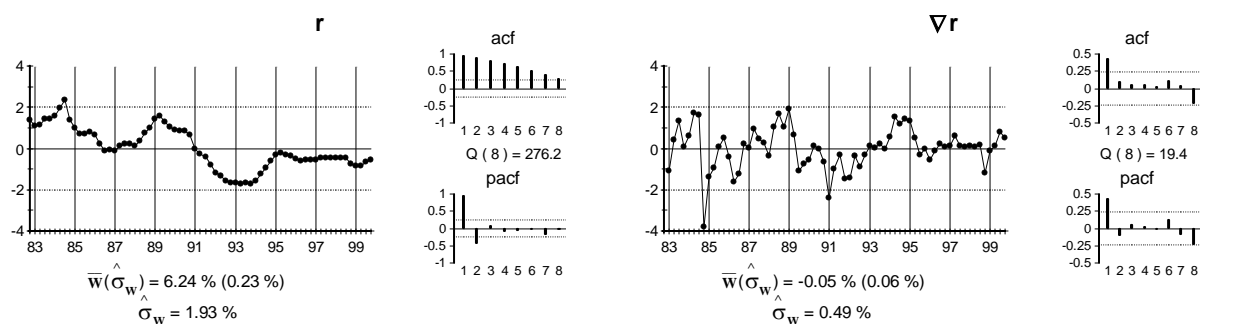 r
∇r
acf
acf
4
2
0
-2
-4
83 85 87 89 91 93 95 97 99
1
0.5
0
-0.5
-1
1 2 3 4 5 6 7 8
Q ( 8 ) = 276.2
pacf
1
0.5
0
-0.5
-1
1 2 3 4 5 6 7 8
w̅(σ̂w) = 6.24 % (0.23 %)
σ̂w = 1.93 %
4
2
0
-2
-4
83 85 87 89 91 93 95 97 99
0.5
0.25
0
-0.25
-0.5
1 2 3 4 5 6 7 8
Q ( 8 ) = 19.4
pacf
0.5
0.25
0
-0.25
-0.5
1 2 3 4 5 6 7 8
w̅(σ̂w) = -0.05 % (0.06 %)
σ̂w = 0.49 %